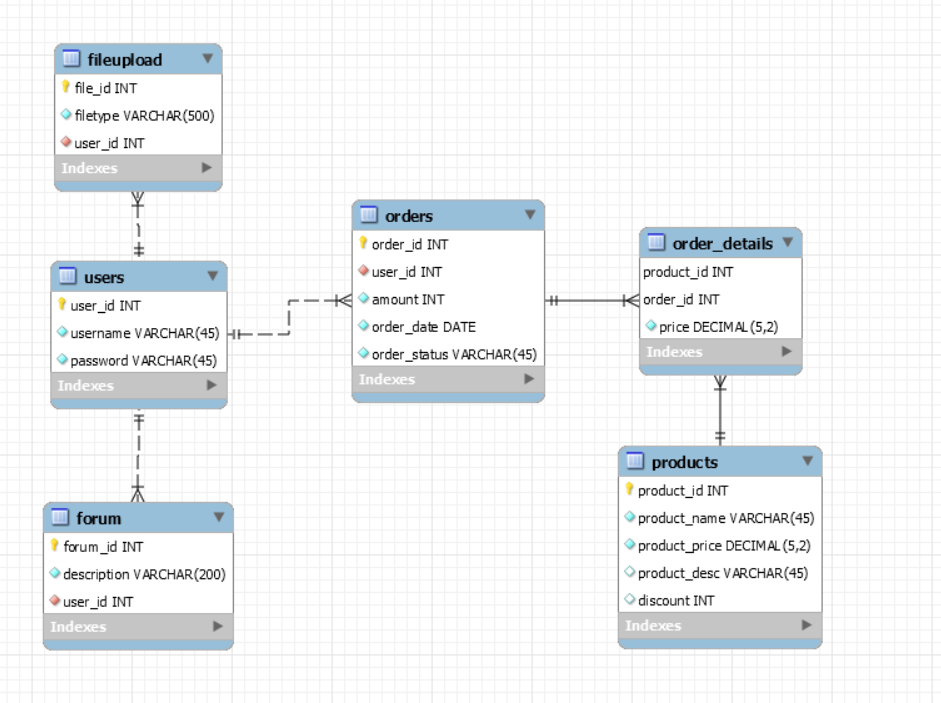 fileupload
file_id INT
filetype VARCHAR(500)
user_id INT
Indexes
users
user_id INT
username VARCHAR(45)
password VARCHAR(45)
Indexes
forum
forum_id INT
description VARCHAR(200)
user_id INT
Indexes
orders
order_id INT
user_id INT
amount INT
order_date DATE
order_status VARCHAR(45)
Indexes
order_details
product_id INT
order_id INT
price DECIMAL(5,2)
Indexes
products
product_id INT
product_name VARCHAR(45)
product_price DECIMAL(5,2)
product_desc VARCHAR(45)
discount INT
Indexes